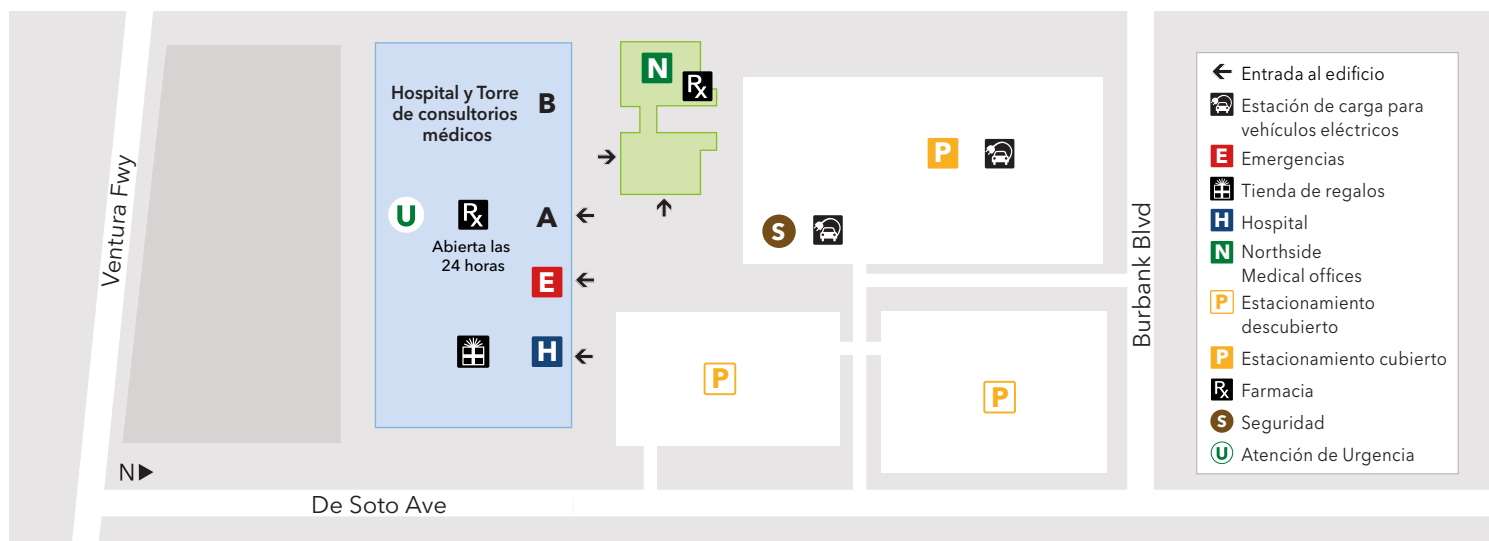 Ventura Fwy
Hospital y Torre
de consultorios
médicos
B
N
Rx
U
Rx
A
Abierta las
24 horas
E
H
P
S
P
P
Burbank Blvd
N
De Soto Ave
Entrada al edificio
Estación de carga para
vehículos eléctricos
E Emergencias
Tienda de regalos
H Hospital
N Northside
Medical offices
P Estacionamiento
descubierto
P Estacionamiento cubierto
Rx Farmacia
S Seguridad
U Atención de Urgencia